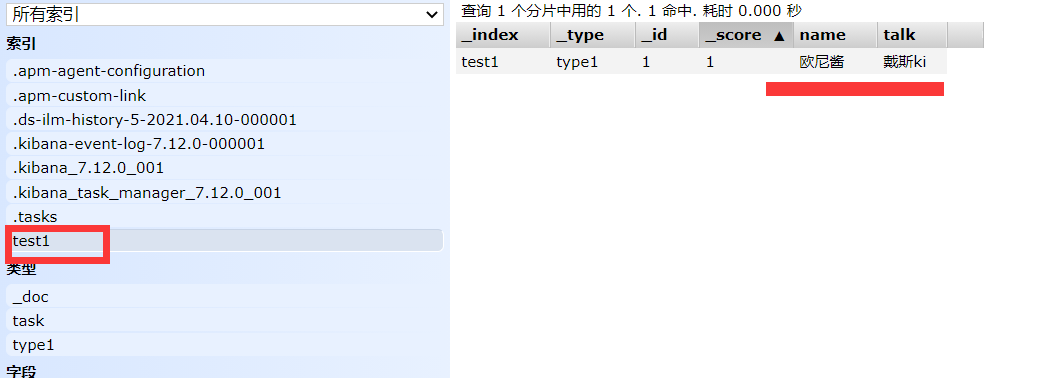 所有索引
索引
.apm-agent-configuration
.apm-custom-link
.ds-ilm-history-5-2021.04.10-000001
.kibana-event-log-7.12.0-000001
.kibana_7.12.0_001
.kibana_task_manager_7.12.0_001
.tasks
test1
类型
_doc
task
type1
字段
查询 1 个分片中用的 1 个. 1 命中. 耗时 0.000 秒
_index _type _id _score ▲ name talk
test1 type1 1 1 欧尼酱 戴斯ki